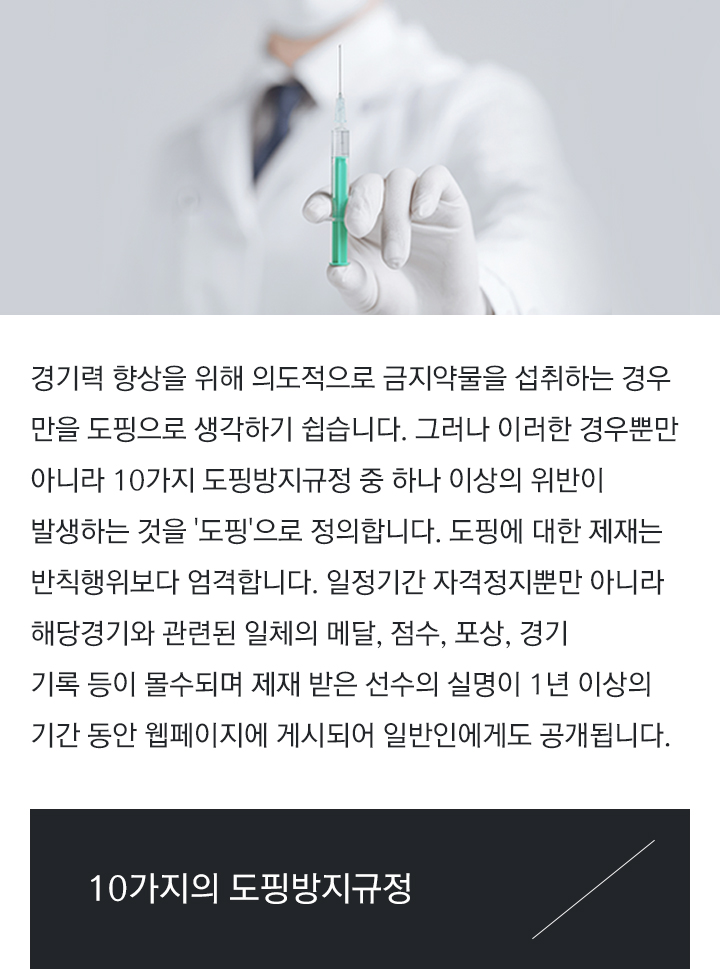 경기력 향상을 위해 의도적으로 금지약물을 섭취하는 경우
만을 도핑으로 생각하기 쉽습니다. 그러나 이러한 경우뿐만
아니라 10가지 도핑방지규정 중 하나 이상의 위반이
발생하는 것을 '도핑'으로 정의합니다. 도핑에 대한 제재는
반칙행위보다 엄격합니다. 일정기간 자격정지뿐만 아니라
해당경기와 관련된 일체의 메달, 점수, 포상, 경기
기록 등이 몰수되며 제재 받은 선수의 실명이 1년 이상의
기간 동안 웹페이지에 게시되어 일반인에게도 공개됩니다.
10가지의 도핑방지규정